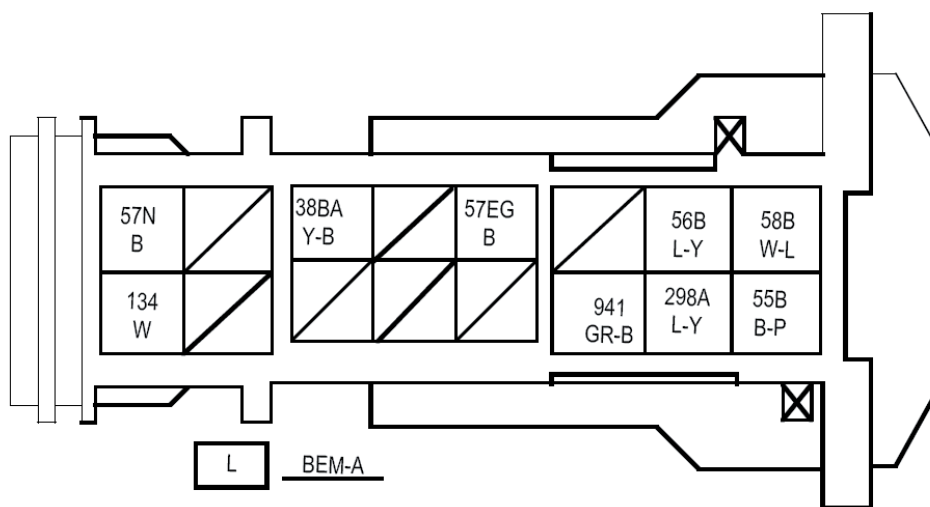 57N
B
38BA
Y-B
57EG
B
56B
L-Y
58B
W-L
134
W
941
GR-B
298A
L-Y
55B
B-P
L
BEM-A